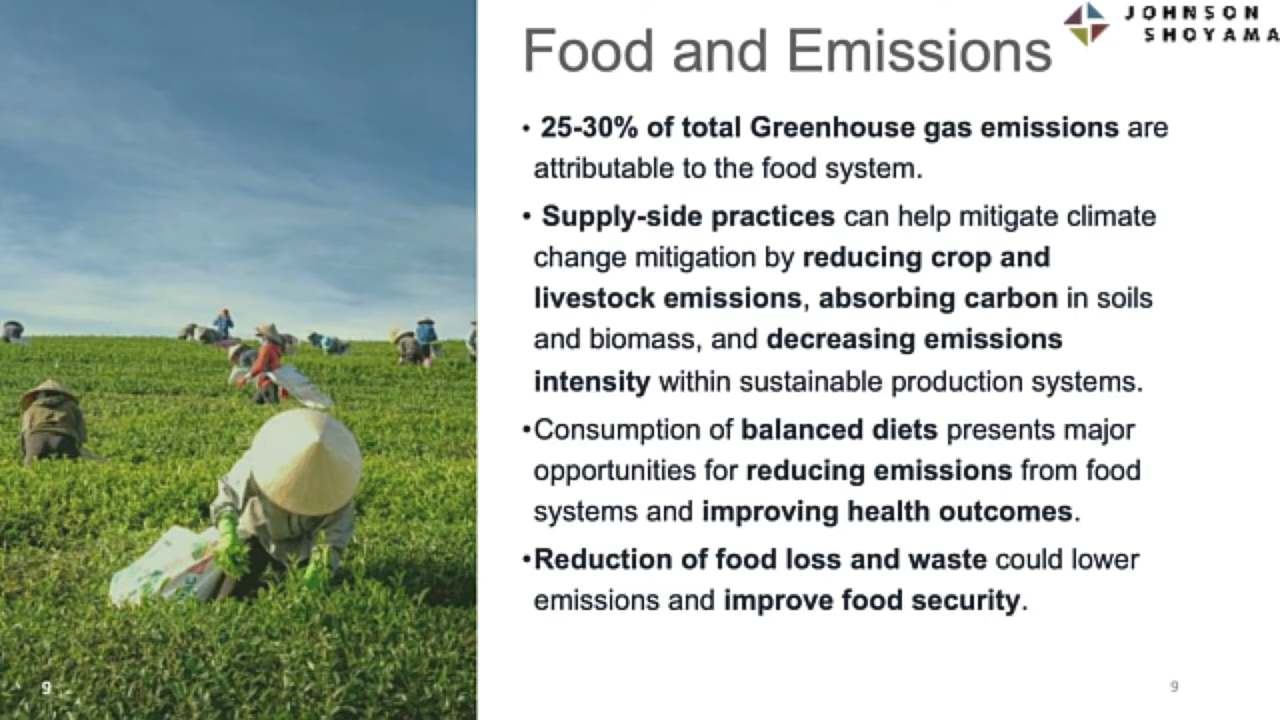 Food and Emissions
JOHNSON
SHOYAMA
• 25-30% of total Greenhouse gas emissions are
attributable to the food system.
• Supply-side practices can help mitigate climate
change mitigation by reducing crop and
livestock emissions, absorbing carbon in soils
and biomass, and decreasing emissions
intensity within sustainable production systems.
•Consumption of balanced diets presents major
opportunities for reducing emissions from food
systems and improving health outcomes.
•Reduction of food loss and waste could lower
emissions and improve food security.
9
9